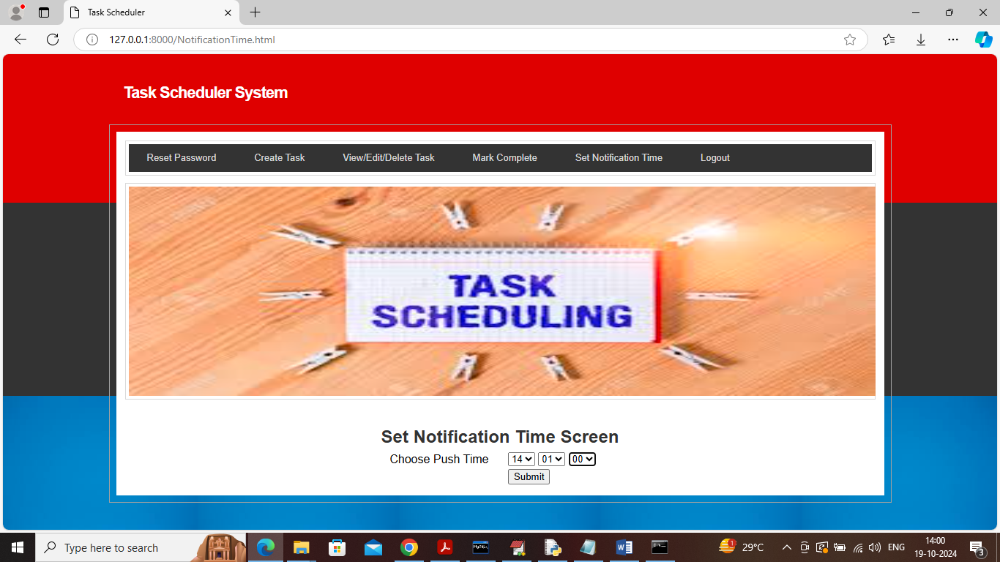 Task Scheduler
127.0.0.1:8000/NotificationTime.html
Task Scheduler System
Reset Password Create Task View/Edit/Delete Task Mark Complete Set Notification Time Logout
TASK
SCHEDULING
Set Notification Time Screen
Choose Push Time 14 01 00
Submit
Type here to search
1
29°C
ENG
14:00
19-10-2024
3